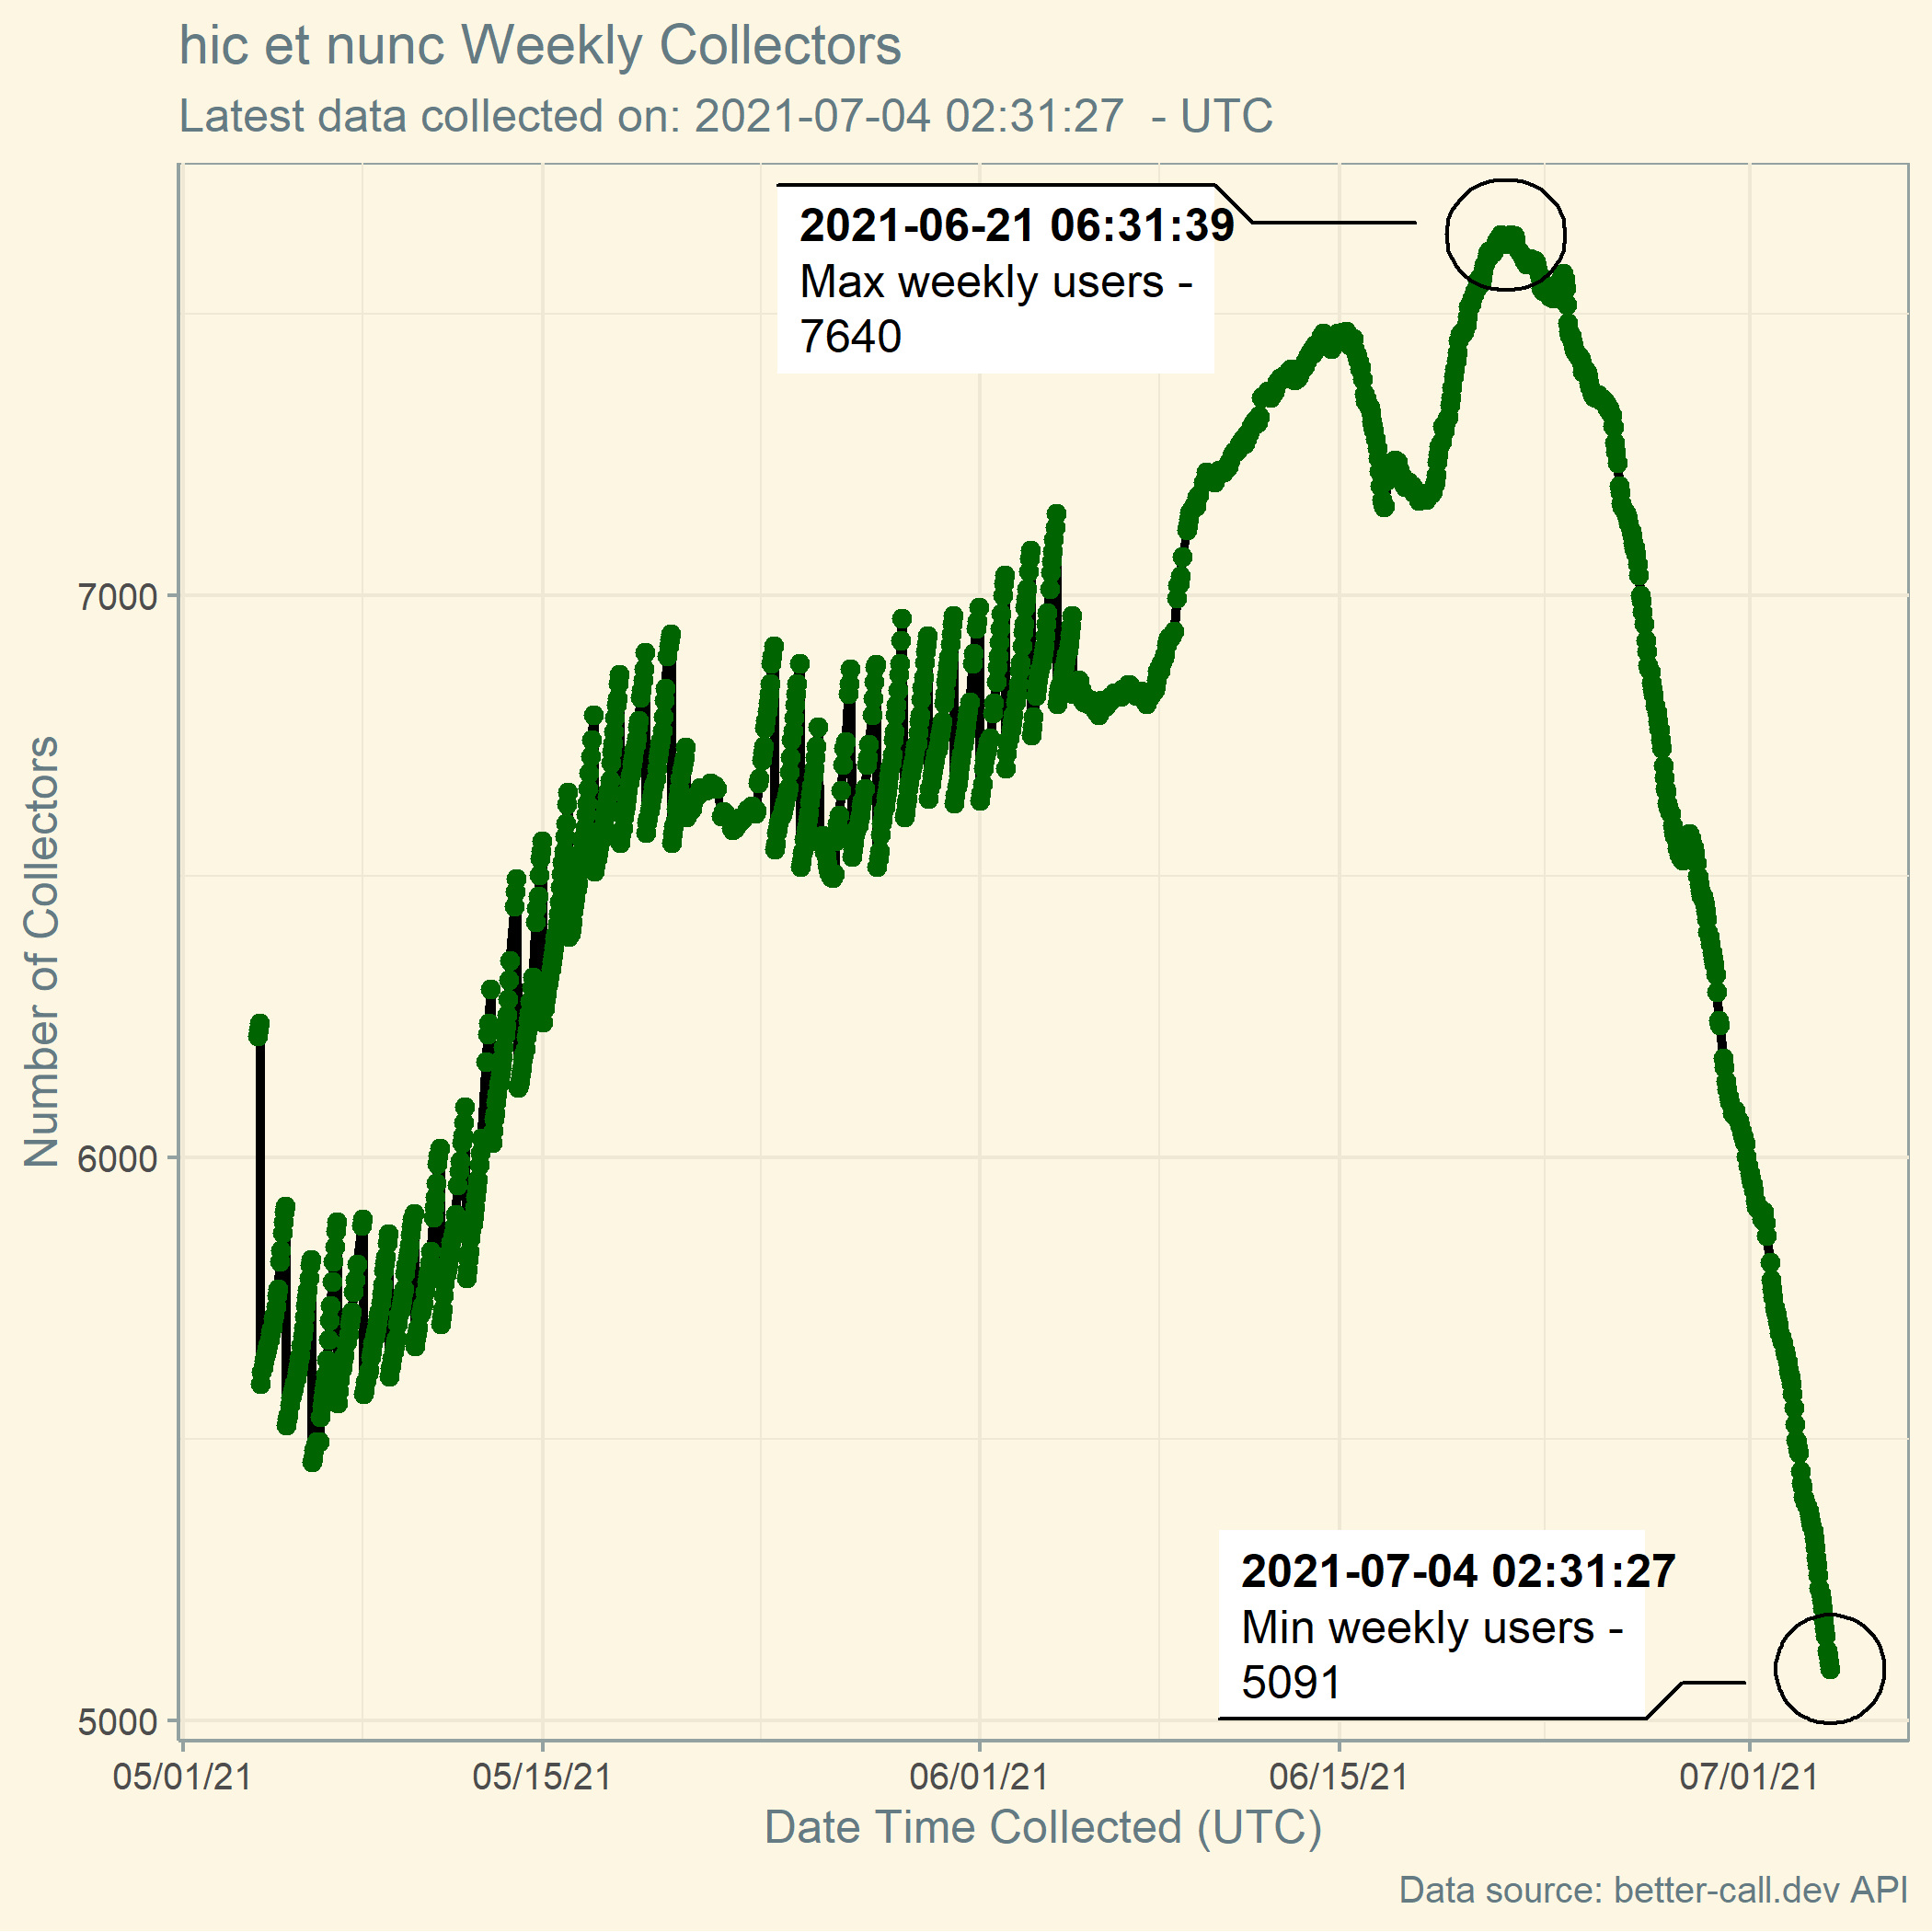 hic et nunc Weekly Collectors
Latest data collected on: 2021-07-04 02:31:27  - UTC
2021-06-21 06:31:39
Max weekly users -
7640
Number of Collectors
7000
6000
5000
2021-07-04 02:31:27
Min weekly users -
5091
05/01/21
05/15/21
06/01/21
06/15/21
07/01/21
Date Time Collected (UTC)
Data source: better-call.dev API